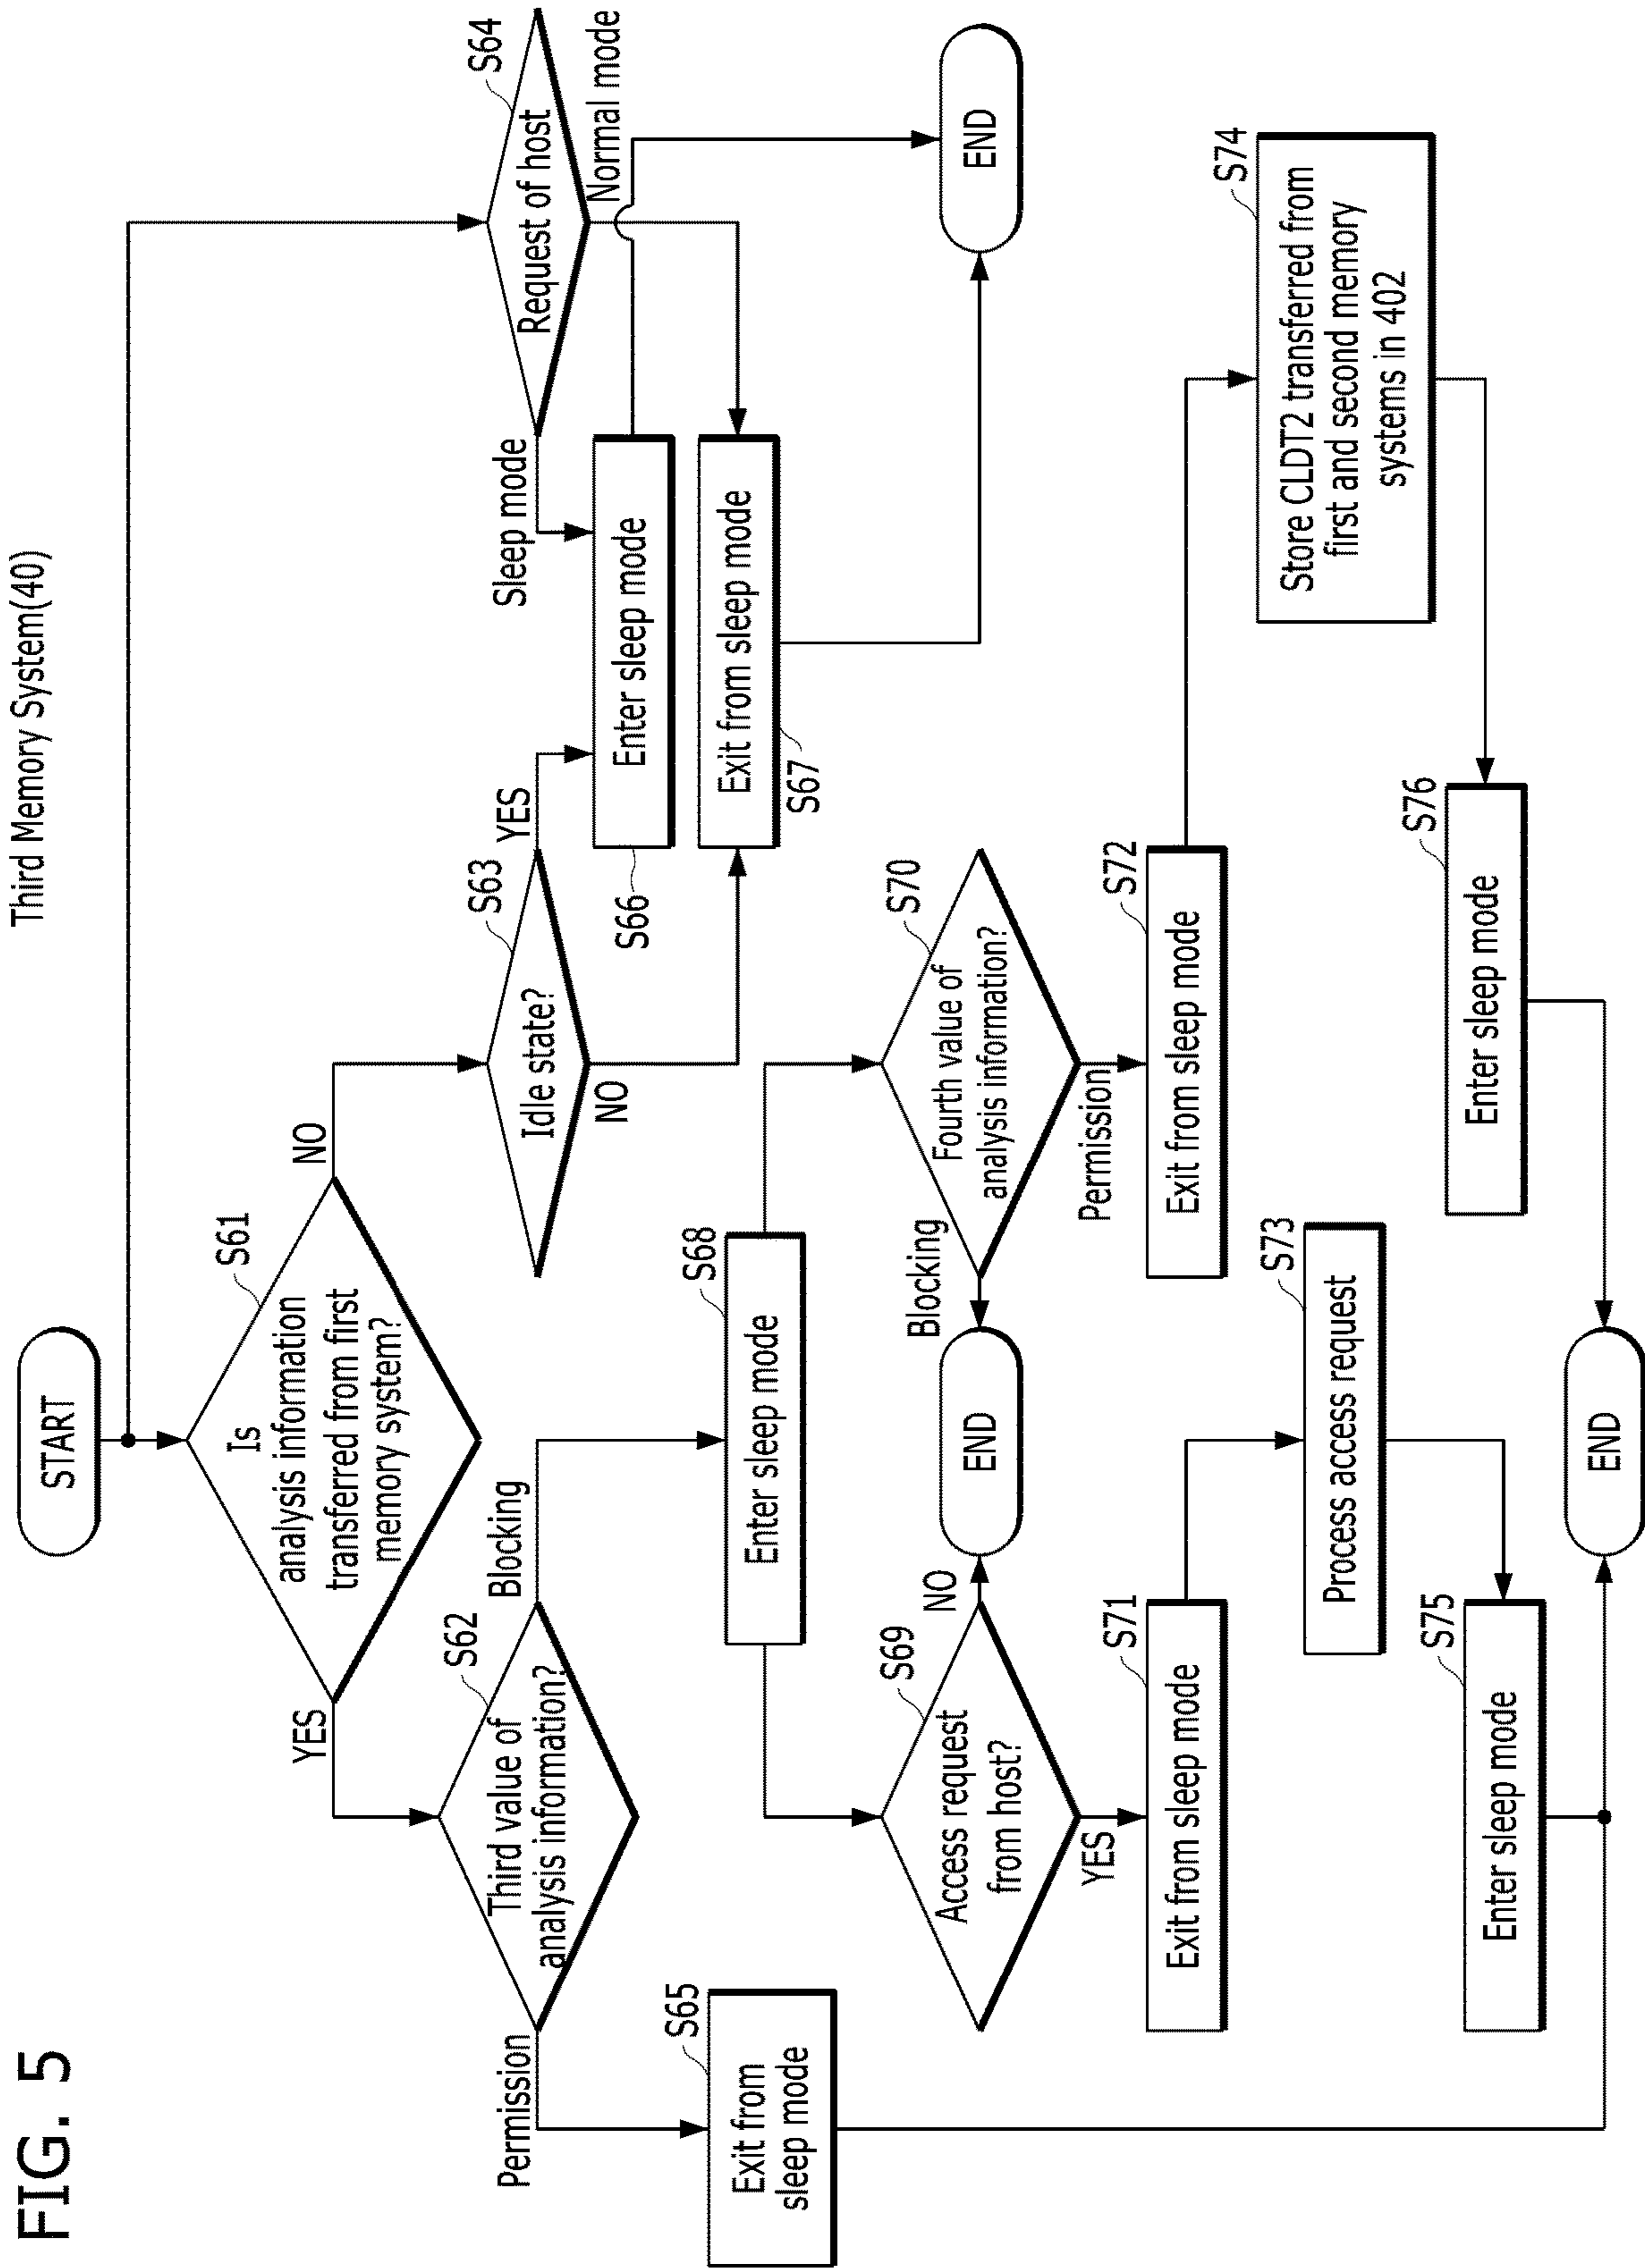 FIG. 5
Third Memory System(40)
START
S61
Is
analysis information
transferred from first
memory system?
YES
NO
S62
Third value of
analysis information?
Permission
Blocking
S63
Idle state?
YES
NO
S64
Request of host
Sleep mode
Normal mode
S65
Exit from
sleep mode
Enter sleep mode
S66
Exit from sleep mode
S67
END
S68
Enter sleep mode
S69
Access request
from host?
NO
YES
END
S70
Fourth value of
analysis information?
Blocking
Permission
S71
Exit from sleep mode
S72
Exit from sleep mode
S73
Process access request
S74
Store CLDT2 transferred from
first and second memory
systems in 402
S75
Enter sleep mode
S76
Enter sleep mode
END